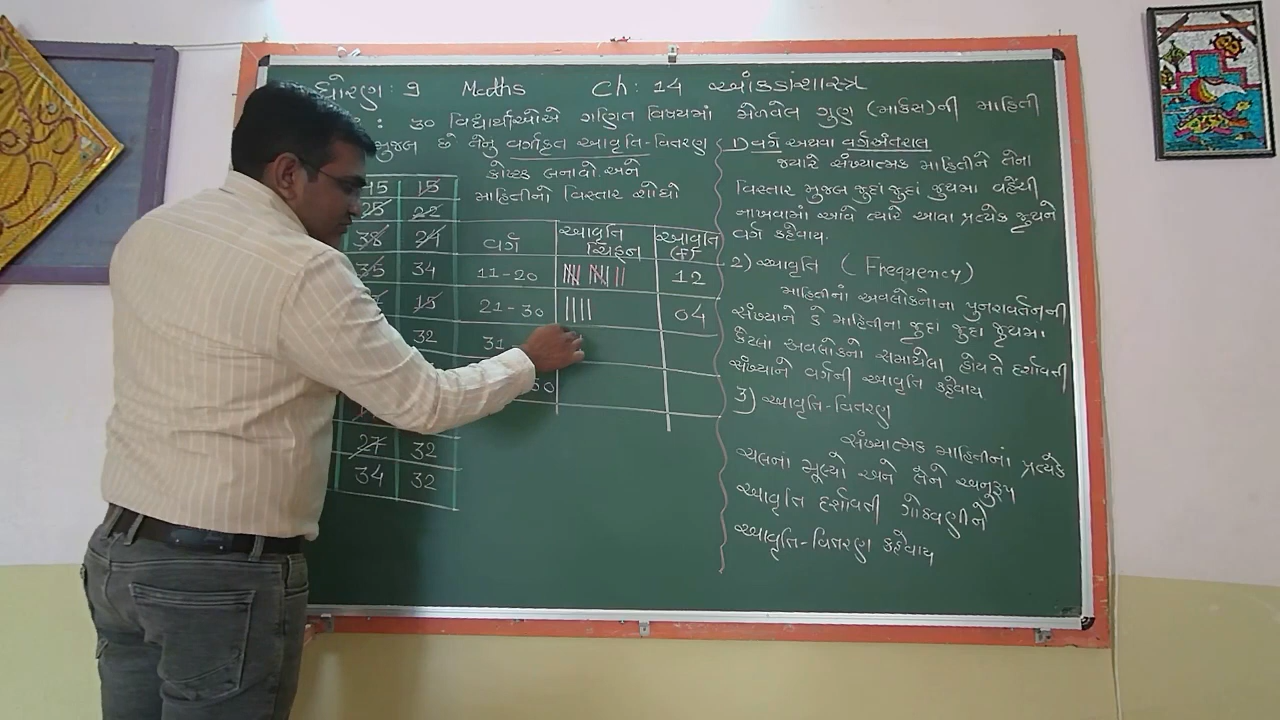 ધોરણ : 9 Maths Ch : 14 આંકડાશાસ્ત્ર
: 30 વિદ્યાર્થીઓએ ગણિત વિષયમાં મેળવેલ ગુણ (માર્કસ)ની માહિતી
મુજબ છે તેનું વર્ગીકૃત આવૃતિ-વિતરણ
કોષ્ટક બનાવો અને
માહિતીનો વિસ્તાર શોધો
45 15
25 22
38 24
35 34
15
32
27 32
34 32
વર્ગ આવૃતિ ચિહ્ન આવૃતિ (f)
11-20 12
21-30 |||| 04
31
50
1) વર્ગ અથવા વર્ગઅંતરાલ
જ્યારે સંખ્યાત્મક માહિતીને તેના
વિસ્તાર મુજબ જુદાં જુદાં જુથમાં વહેંચી
નાખવામાં આવે ત્યારે આવા પ્રત્યેક જુથને
વર્ગ કહેવાય.
2) આવૃતિ ( Frequency)
માહિતીનાં અવલોકનોના પુનરાવર્તનની
સંખ્યાને કે માહિતીના જુદા જુદા જુથમાં
કેટલાં અવલોકનો સમાયેલા હોય તે દર્શાવતી
સંખ્યાને વર્ગની આવૃતિ કહેવાય
3) આવૃતિ-વિતરણ
સંખ્યાત્મક માહિતીનાં પ્રત્યેક
ચલનાં મૂલ્યો અને તેને અનુરૂપ
આવૃતિ દર્શાવતી ગોઠવણીને
આવૃતિ-વિતરણ કહેવાય